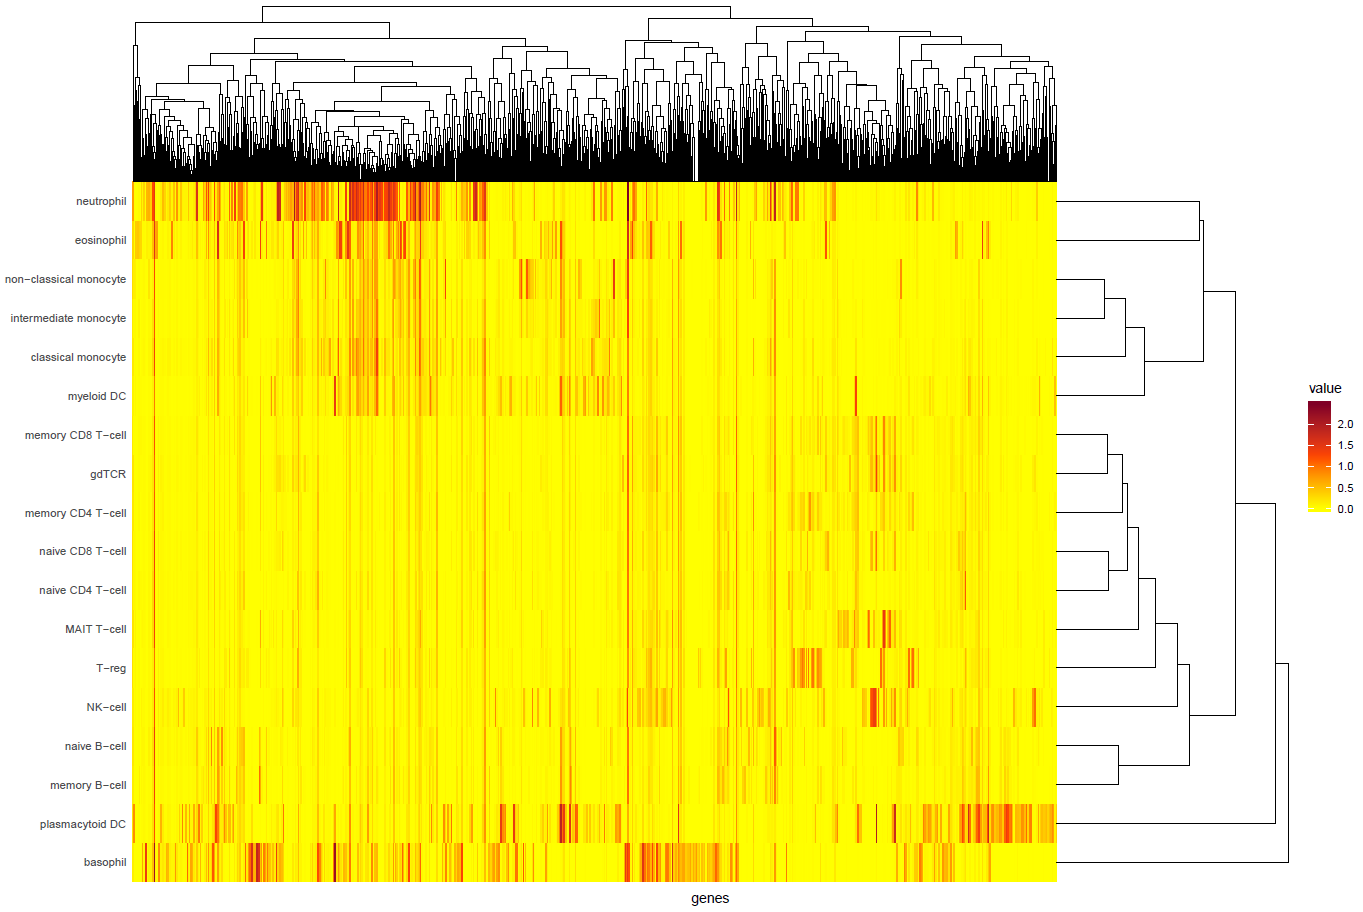 neutrophil
eosinophil
non−classical monocyte
intermediate monocyte
classical monocyte
myeloid DC
memory CD8 T−cell
gdTCR
memory CD4 T−cell
naive CD8 T−cell
naive CD4 T−cell
MAIT T−cell
T−reg
NK−cell
naive B−cell
memory B−cell
plasmacytoid DC
basophil
genes
value
2.0
1.5
1.0
0.5
0.0